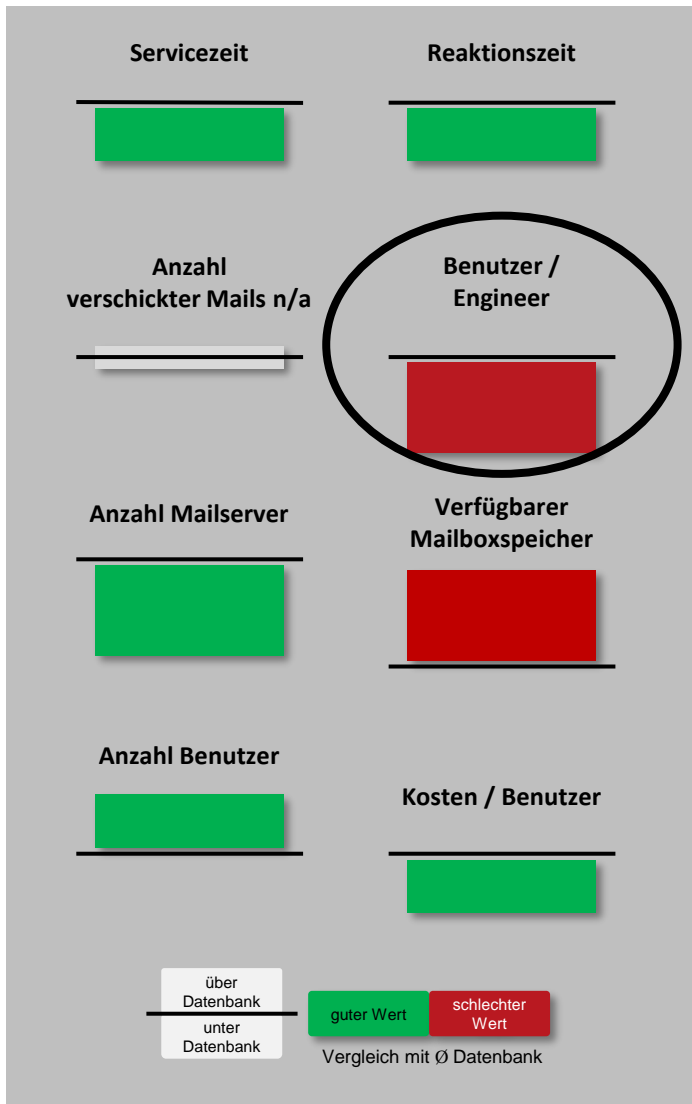 Servicezeit
Reaktionszeit
Anzahl
verschickter Mails n/a
Benutzer /
Engineer
Anzahl Mailserver
Verfügbarer
Mailboxspeicher
Anzahl Benutzer
Kosten / Benutzer
über
Datenbank
unter
Datenbank
guter Wert
schlechter
Wert
Vergleich mit Ø Datenbank